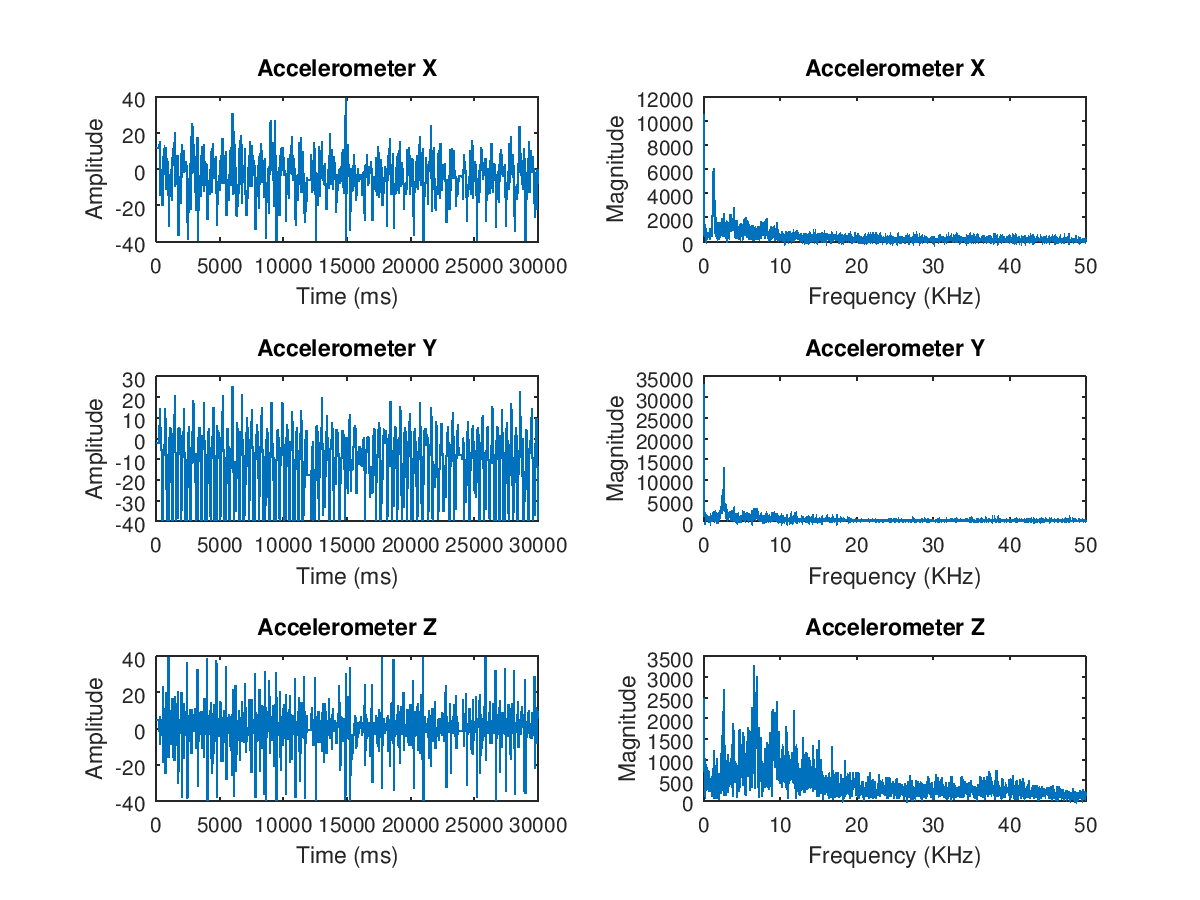 Accelerometer X
40
20
0
-20
-40
Amplitude
0 5000 10000 15000 20000 25000 30000
Time (ms)
Accelerometer X
12000
10000
8000
6000
4000
2000
0
Magnitude
0 10 20 30 40 50
Frequency (KHz)
Accelerometer Y
30
20
10
0
-10
-20
-30
-40
Amplitude
0 5000 10000 15000 20000 25000 30000
Time (ms)
Accelerometer Y
35000
30000
25000
20000
15000
10000
5000
0
Magnitude
0 10 20 30 40 50
Frequency (KHz)
Accelerometer Z
40
20
0
-20
-40
Amplitude
0 5000 10000 15000 20000 25000 30000
Time (ms)
Accelerometer Z
3500
3000
2500
2000
1500
1000
500
0
Magnitude
0 10 20 30 40 50
Frequency (KHz)